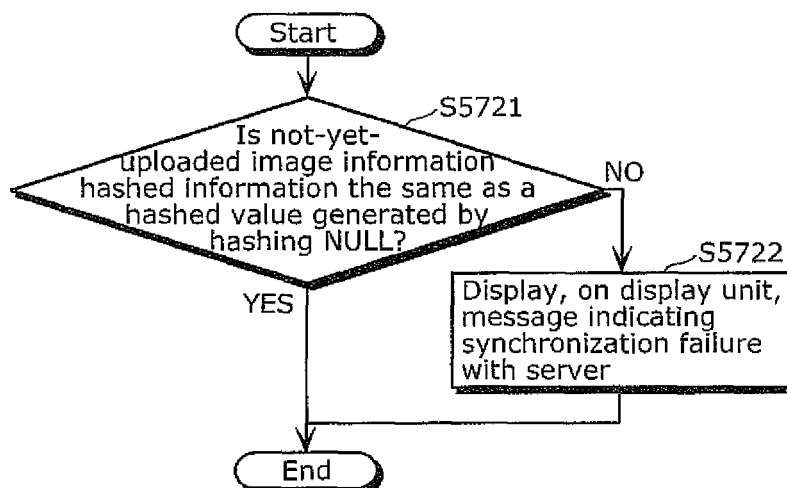 Start
S5721
Is not-yet-
uploaded image information
hashed information the same as a
hashed value generated by
hashing NULL?
NO
YES
S5722
Display, on display unit,
message indicating
synchronization failure
with server
End